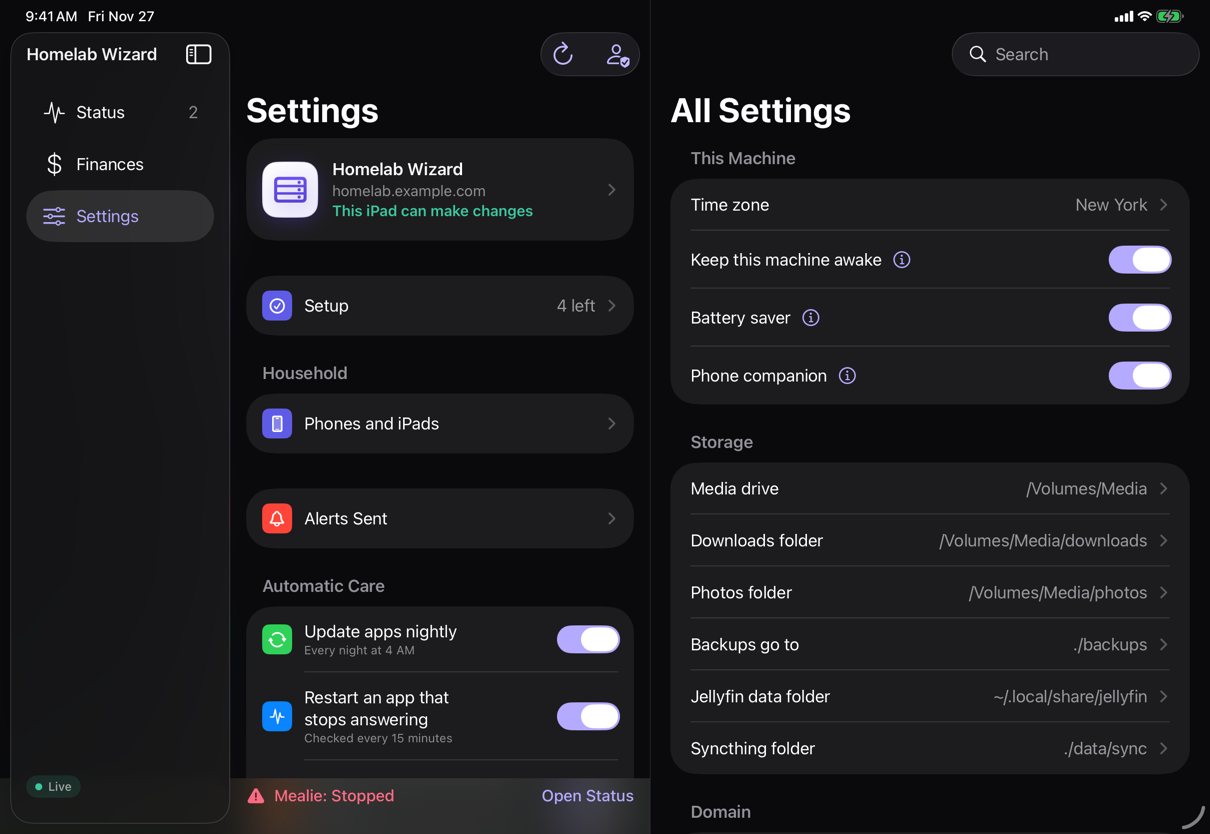 9:41 AM Fri Nov 27
Homelab Wizard
Status 2
Finances
Settings
Live
Settings
Homelab Wizard
homelab.example.com
This iPad can make changes
Setup 4 left
Household
Phones and iPads
Alerts Sent
Automatic Care
Update apps nightly
Every night at 4 AM
Restart an app that
stops answering
Checked every 15 minutes
Mealie: Stopped Open Status
Search
All Settings
This Machine
Time zone New York
Keep this machine awake
Battery saver
Phone companion
Storage
Media drive /Volumes/Media
Downloads folder /Volumes/Media/downloads
Photos folder /Volumes/Media/photos
Backups go to ./backups
Jellyfin data folder ~/.local/share/jellyfin
Syncthing folder ./data/sync
Domain